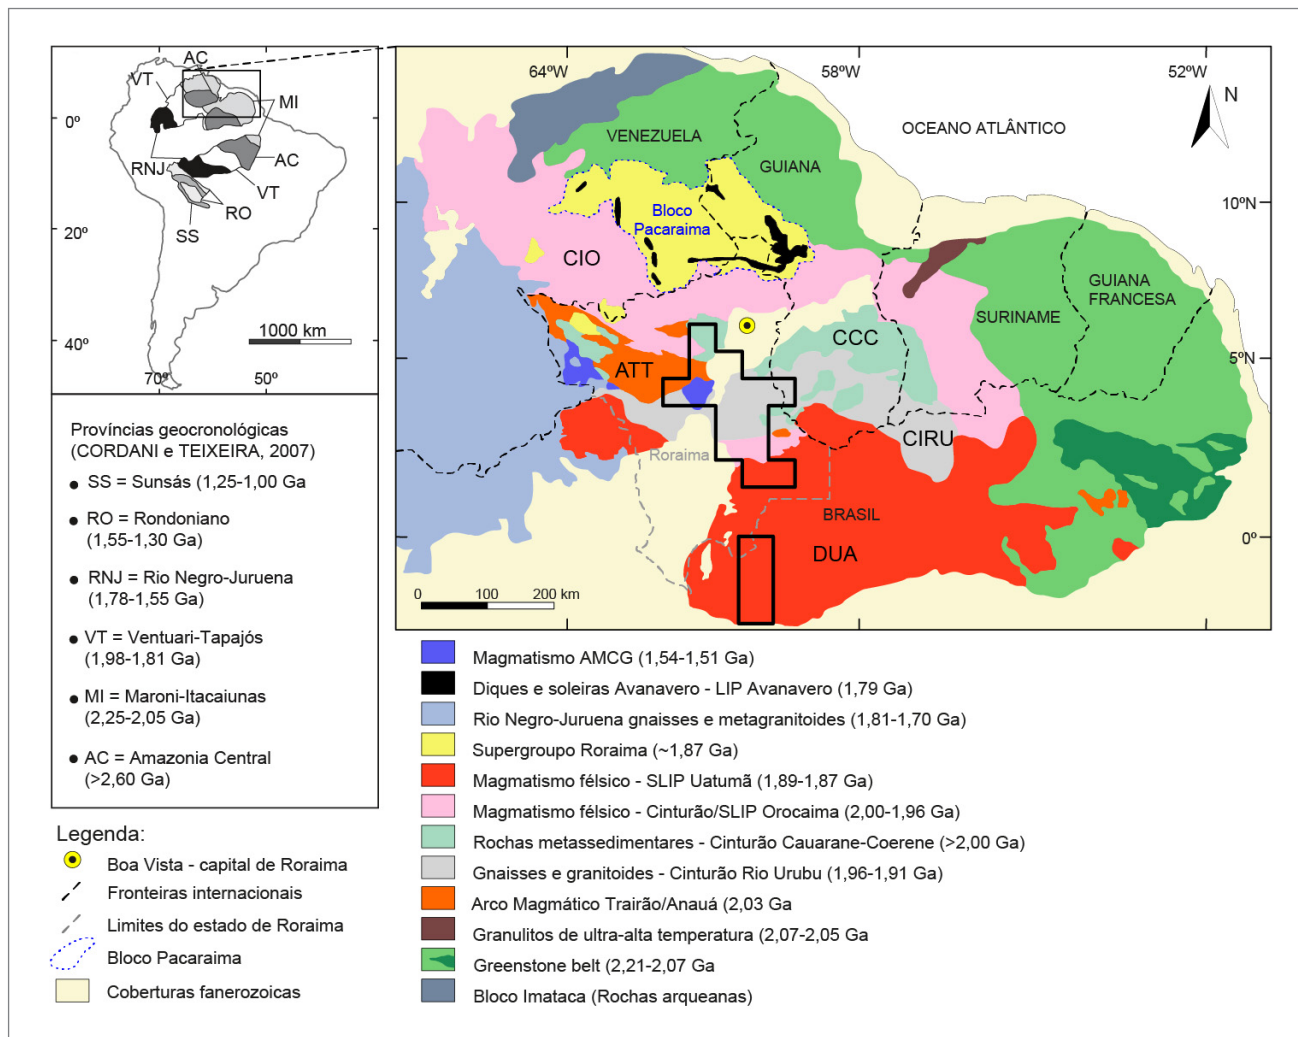 AC
VT
MI
0º
RNJ
AC
VT
RO
SS
20º
1000 km
40º
70º
50º
64ºW
58ºW
52ºW
N
OCEANO ATLÂNTICO
VENEZUELA
GUIANA
10ºN
Bloco
Pacaraima
CIO
GUIANA
FRANCESA
SURINAME
CCC
5ºN
ATT
CIRU
Roraima
BRASIL
0º
DUA
0 100 200 km
Províncias geocronológicas
(CORDANI e TEIXEIRA, 2007)
SS = Sunsás (1,25-1,00 Ga
RO = Rondoniano
(1,55-1,30 Ga)
RNJ = Rio Negro-Juruena
(1,78-1,55 Ga)
VT = Ventuari-Tapajós
(1,98-1,81 Ga)
MI = Maroni-Itacaiunas
(2,25-2,05 Ga)
AC = Amazonia Central
(>2,60 Ga)
Legenda:
Boa Vista - capital de Roraima
Fronteiras internacionais
Limites do estado de Roraima
Bloco Pacaraima
Coberturas fanerozoicas
Magmatismo AMCG (1,54-1,51 Ga)
Diques e soleiras Avanavero - LIP Avanavero (1,79 Ga)
Rio Negro-Juruena gnaisses e metagranitoides (1,81-1,70 Ga)
Supergroupo Roraima (~1,87 Ga)
Magmatismo félsico - SLIP Uatumã (1,89-1,87 Ga)
Magmatismo félsico - Cinturão/SLIP Orocaima (2,00-1,96 Ga)
Rochas metassedimentares - Cinturão Cauarane-Coerene (>2,00 Ga)
Gnaisses e granitoides - Cinturão Rio Urubu (1,96-1,91 Ga)
Arco Magmático Trairão/Anauá (2,03 Ga
Granulitos de ultra-alta temperatura (2,07-2,05 Ga
Greenstone belt (2,21-2,07 Ga
Bloco Imataca (Rochas arqueanas)